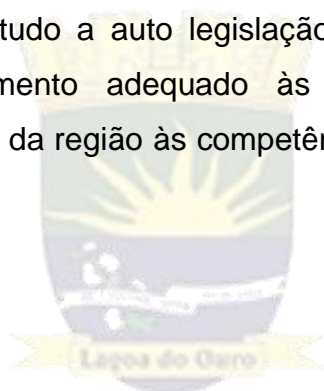 tudo a auto legislação
mento adequado às
da região às competên
Lagoa do Ouro